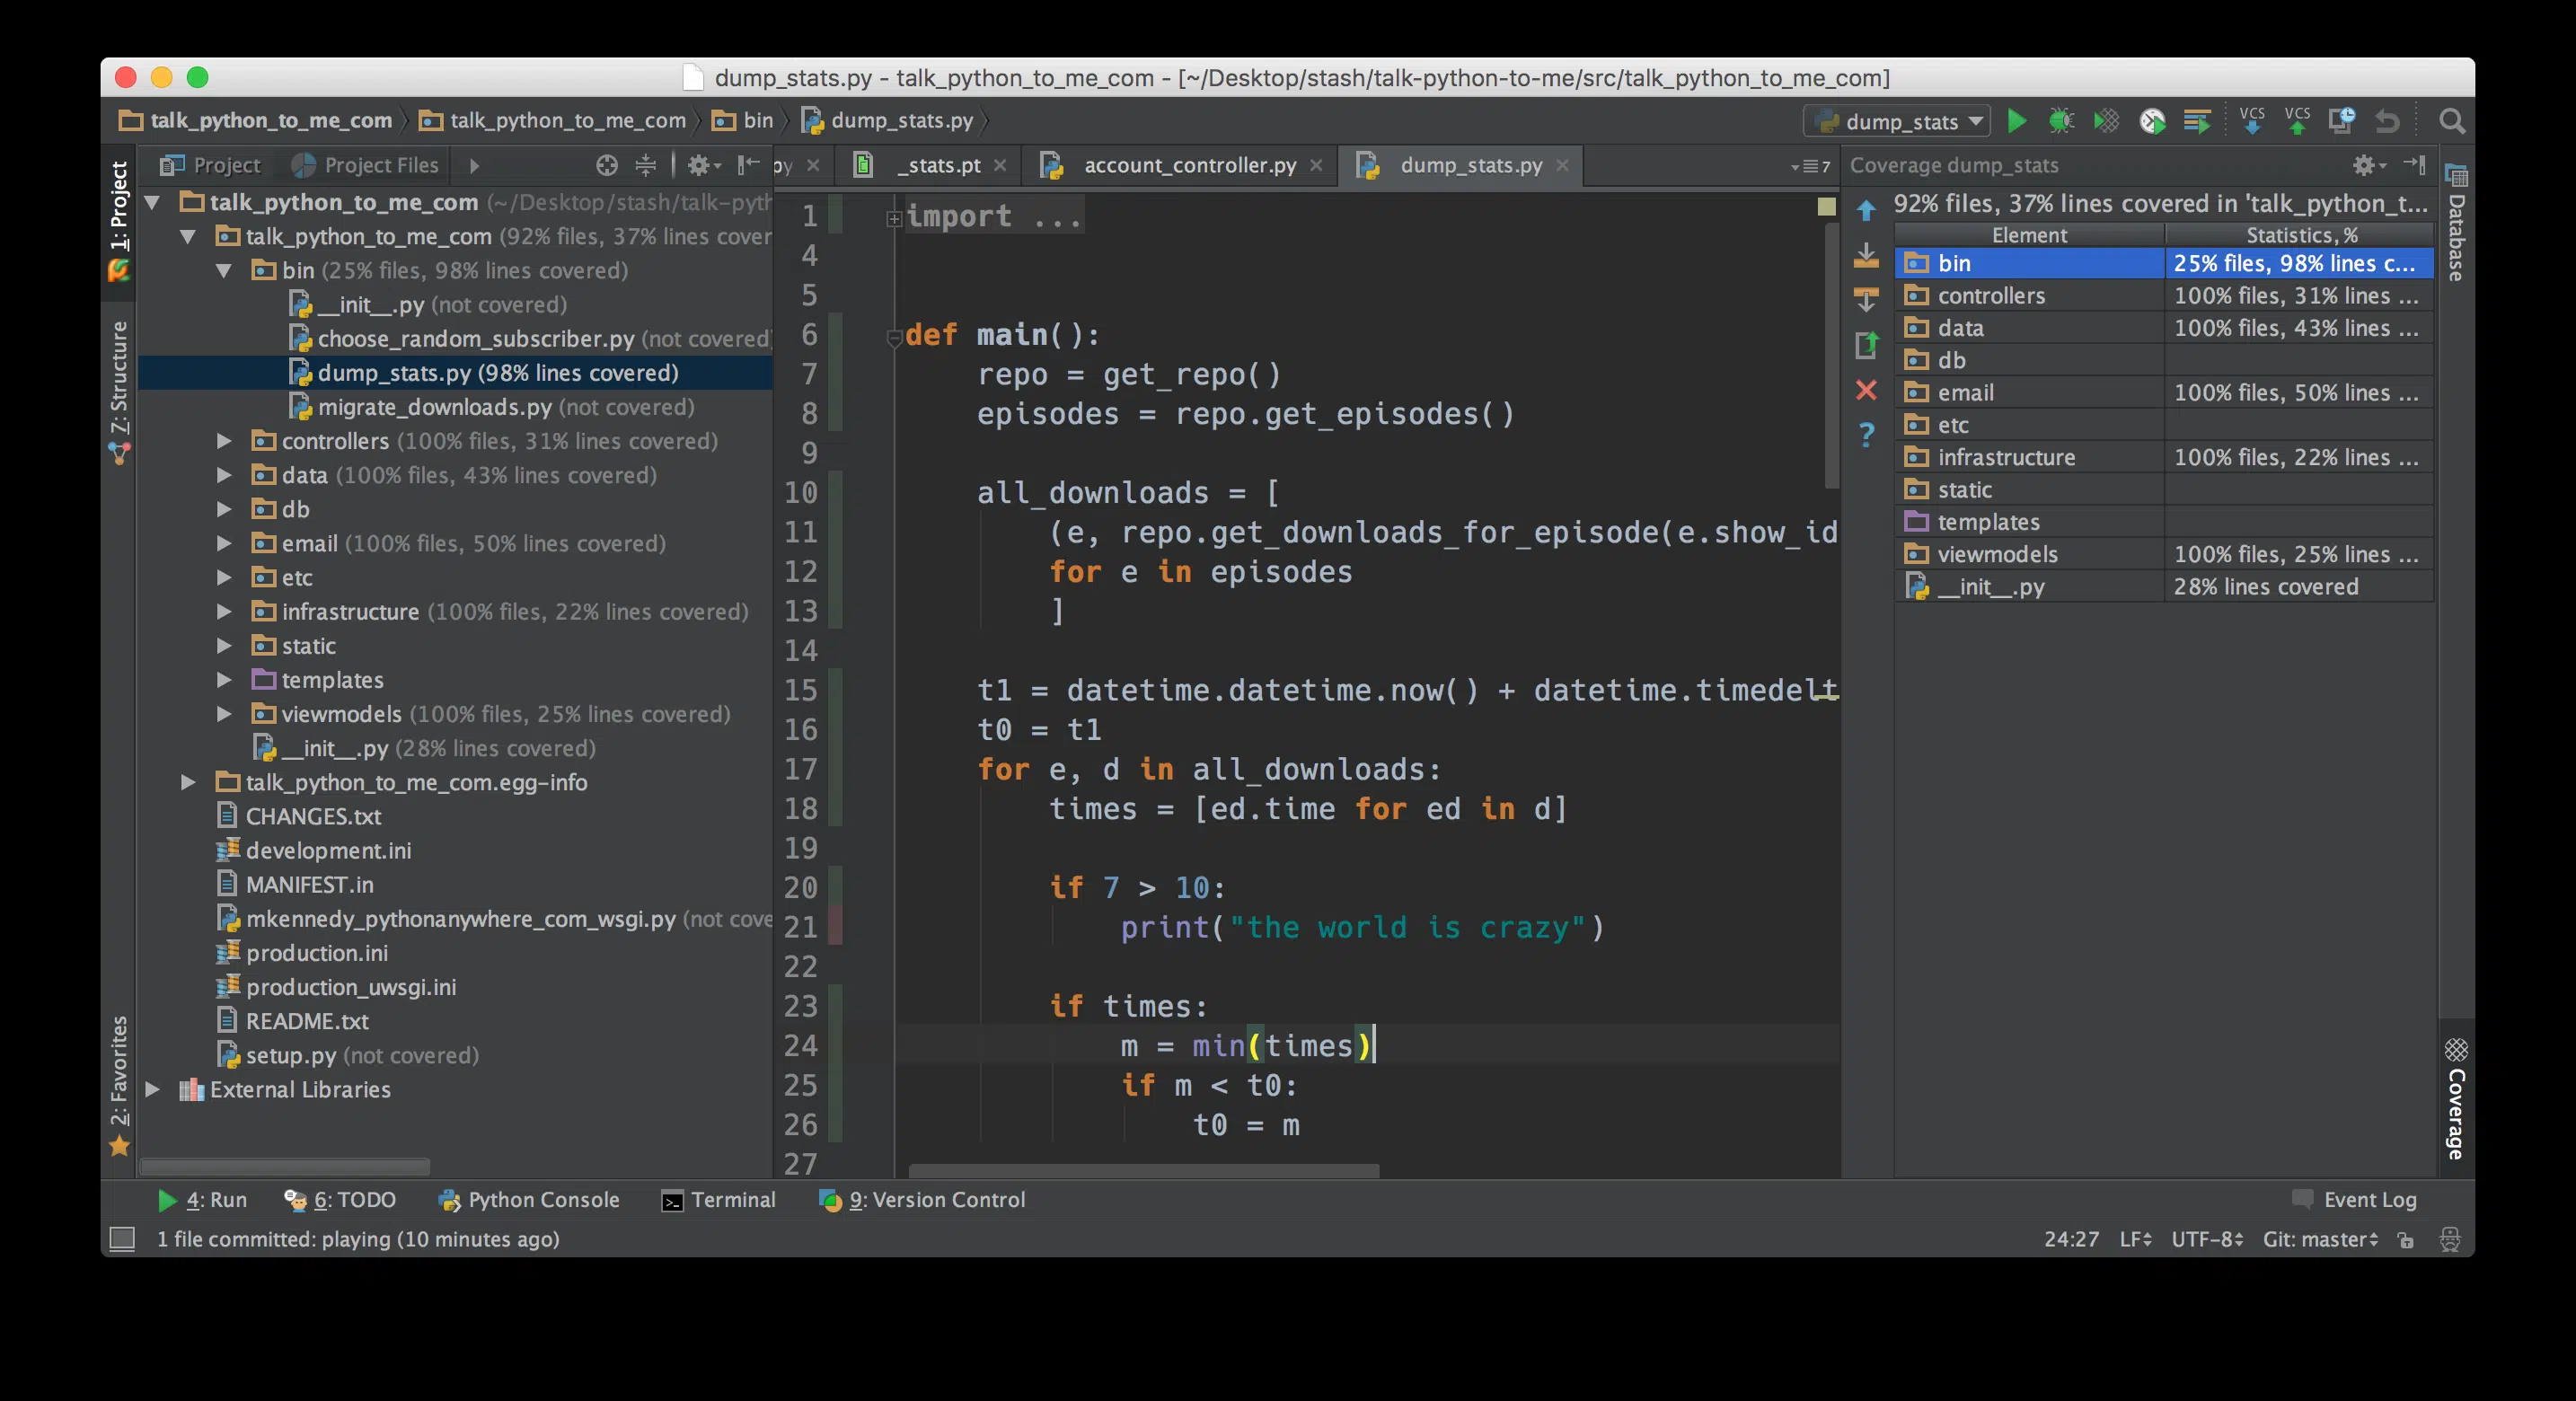 dump_stats.py - talk_python_to_me_com - [~/Desktop/stash/talk-python-to-me/src/talk_python_to_me_com]
talk_python_to_me_com talk_python_to_me_com bin dump_stats.py
dump_stats
VCS VCS
1: Project
7: Structure
2: Favorites
Project Project Files
talk_python_to_me_com (~/Desktop/stash/talk-pyth
talk_python_to_me_com (92% files, 37% lines cover
bin (25% files, 98% lines covered)
__init__.py (not covered)
choose_random_subscriber.py (not covered)
dump_stats.py (98% lines covered)
migrate_downloads.py (not covered)
controllers (100% files, 31% lines covered)
data (100% files, 43% lines covered)
db
email (100% files, 50% lines covered)
etc
infrastructure (100% files, 22% lines covered)
static
templates
viewmodels (100% files, 25% lines covered)
__init__.py (28% lines covered)
talk_python_to_me_com.egg-info
CHANGES.txt
development.ini
MANIFEST.in
mkennedy_pythonanywhere_com_wsgi.py (not cove
production.ini
production_uwsgi.ini
README.txt
setup.py (not covered)
External Libraries
py _stats.pt account_controller.py dump_stats.py 7
1 import ...
4
5
6 def main():
7 repo = get_repo()
8 episodes = repo.get_episodes()
9
10 all_downloads = [
11 (e, repo.get_downloads_for_episode(e.show_id
12 for e in episodes
13 ]
14
15 t1 = datetime.datetime.now() + datetime.timedelt
16 t0 = t1
17 for e, d in all_downloads:
18 times = [ed.time for ed in d]
19
20 if 7 > 10:
21 print("the world is crazy")
22
23 if times:
24 m = min(times)
25 if m < t0:
26 t0 = m
27
Coverage dump_stats
92% files, 37% lines covered in 'talk_python_t...
Element Statistics, %
bin 25% files, 98% lines c...
controllers 100% files, 31% lines ...
data 100% files, 43% lines ...
db
email 100% files, 50% lines ...
etc
infrastructure 100% files, 22% lines ...
static
templates
viewmodels 100% files, 25% lines ...
__init__.py 28% lines covered
Database
Coverage
4: Run 6: TODO Python Console Terminal 9: Version Control Event Log
1 file committed: playing (10 minutes ago) 24:27 LF UTF-8 Git: master